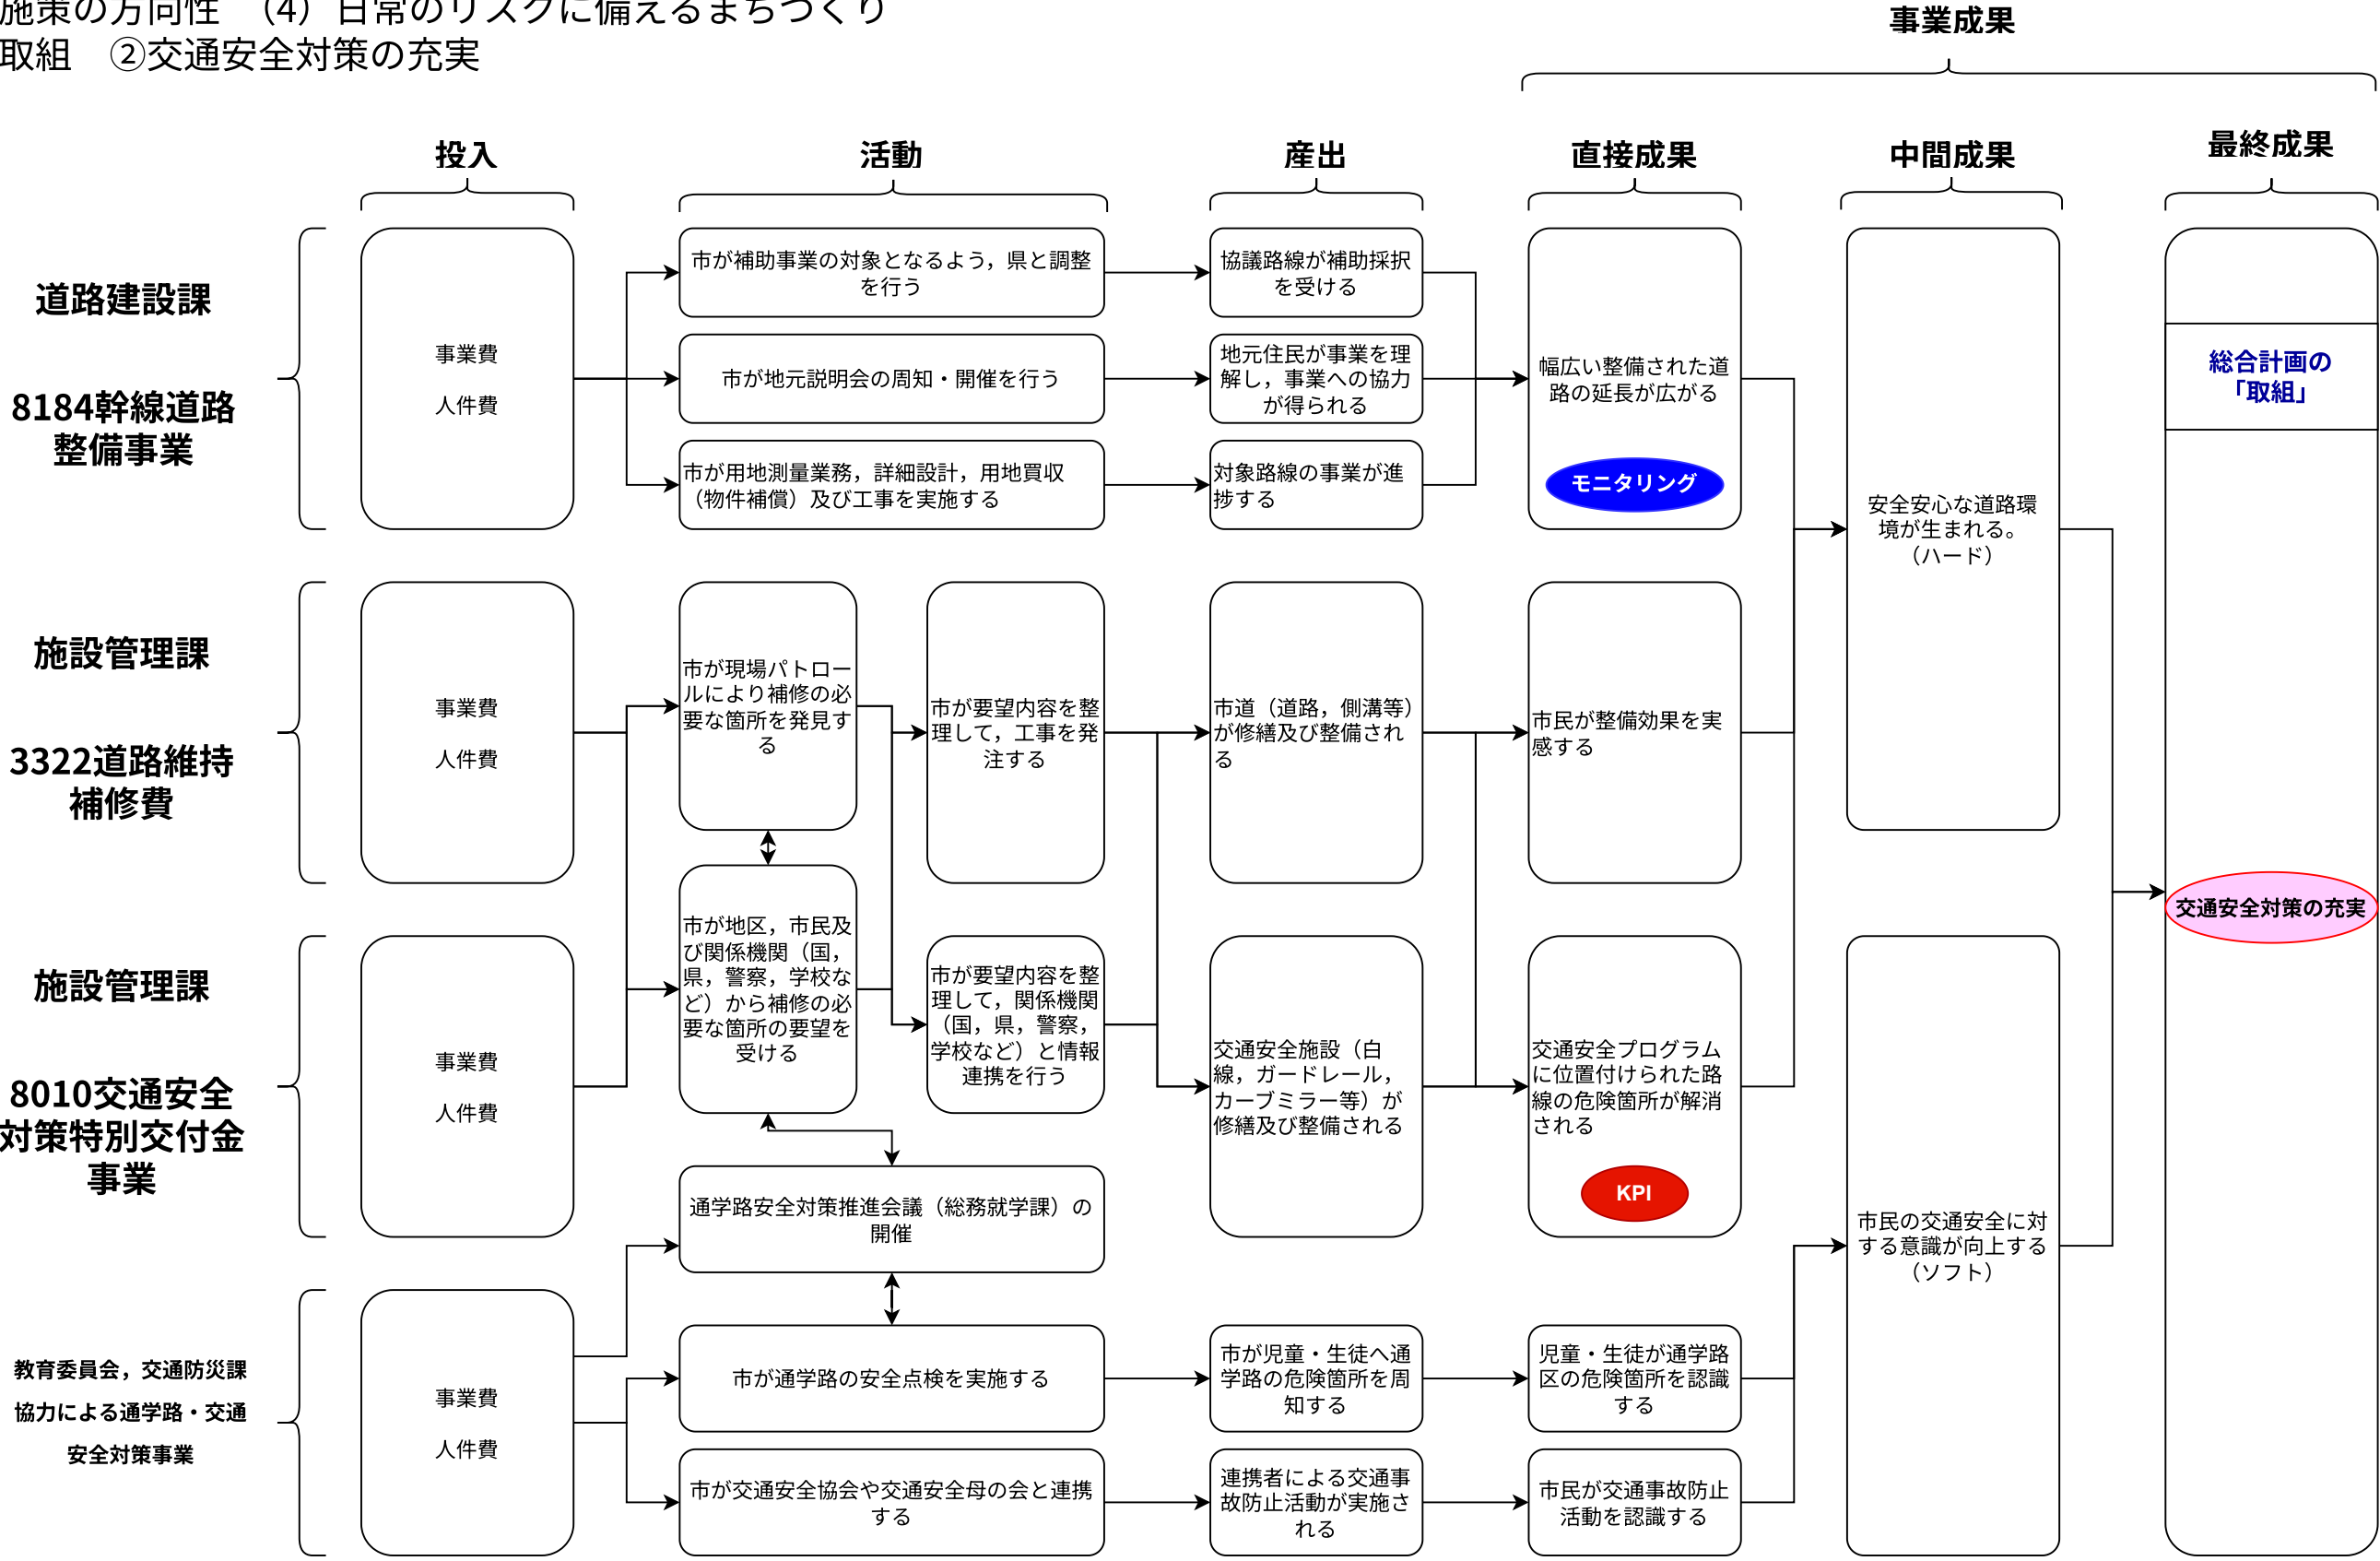 施策の方向性　（4）日常のリスクに備えるまちづくり
取組　②交通安全対策の充実
事業成果
投入
活動
産出
直接成果
中間成果
最終成果
道路建設課
8184幹線道路
整備事業
事業費
人件費
市が補助事業の対象となるよう，県と調整
を行う
市が地元説明会の周知・開催を行う
市が用地測量業務，詳細設計，用地買収
（物件補償）及び工事を実施する
協議路線が補助採択
を受ける
地元住民が事業を理
解し，事業への協力
が得られる
対象路線の事業が進
捗する
幅広い整備された道
路の延長が広がる
モニタリング
安全安心な道路環
境が生まれる。
（ハード）
総合計画の
「取組」
施設管理課
3322道路維持
補修費
事業費
人件費
市が現場パトロー
ルにより補修の必
要な箇所を発見す
る
市が要望内容を整
理して，工事を発
注する
市道（道路，側溝等）
が修繕及び整備され
る
市民が整備効果を実
感する
交通安全対策の充実
施設管理課
8010交通安全
対策特別交付金
事業
事業費
人件費
市が地区，市民及
び関係機関（国，
県，警察，学校な
ど）から補修の必
要な箇所の要望を
受ける
市が要望内容を整
理して，関係機関
（国，県，警察，
学校など）と情報
連携を行う
交通安全施設（白
線，ガードレール，
カーブミラー等）が
修繕及び整備される
交通安全プログラム
に位置付けられた路
線の危険箇所が解消
される
KPI
通学路安全対策推進会議（総務就学課）の
開催
市民の交通安全に対
する意識が向上する
（ソフト）
教育委員会，交通防災課
協力による通学路・交通
安全対策事業
事業費
人件費
市が通学路の安全点検を実施する
市が児童・生徒へ通
学路の危険箇所を周
知する
児童・生徒が通学路
区の危険箇所を認識
する
市が交通安全協会や交通安全母の会と連携
する
連携者による交通事
故防止活動が実施さ
れる
市民が交通事故防止
活動を認識する